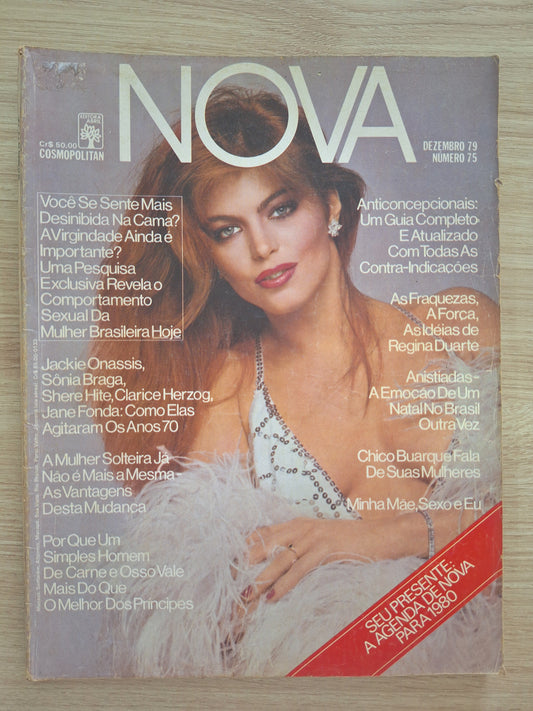 NOVA
EDITORA
ABRIL
Cr$ 50,00
COSMOPOLITAN
DEZEMBRO 79
NÚMERO 75
Você Se Sente Mais
Desinibida Na Cama?
A Virgindade Ainda é
Importante?
Uma Pesquisa
Exclusiva Revela o
Comportamento
Sexual Da
Mulher Brasileira Hoje
Jackie Onassis,
Sônia Braga,
Shere Hite, Clarice Herzog,
Jane Fonda: Como Elas
Agitaram Os Anos 70
A Mulher Solteira Já
Não é Mais a Mesma –
As Vantagens
Desta Mudança
Por Que Um
Simples Homem
De Carne e Osso Vale
Mais Do Que
O Melhor Dos Príncipes
Anticoncepcionais:
Um Guia Completo
E Atualizado
Com Todas As
Contra-Indicações
As Fraquezas,
A Força,
As Idéias de
Regina Duarte
Anistiadas –
A Emoção De Um
Natal No Brasil
Outra Vez
Chico Buarque Fala
De Suas Mulheres
Minha Mãe, Sexo e Eu
SEU PRESENTE:
A AGENDA DE NOVA
PARA 1980